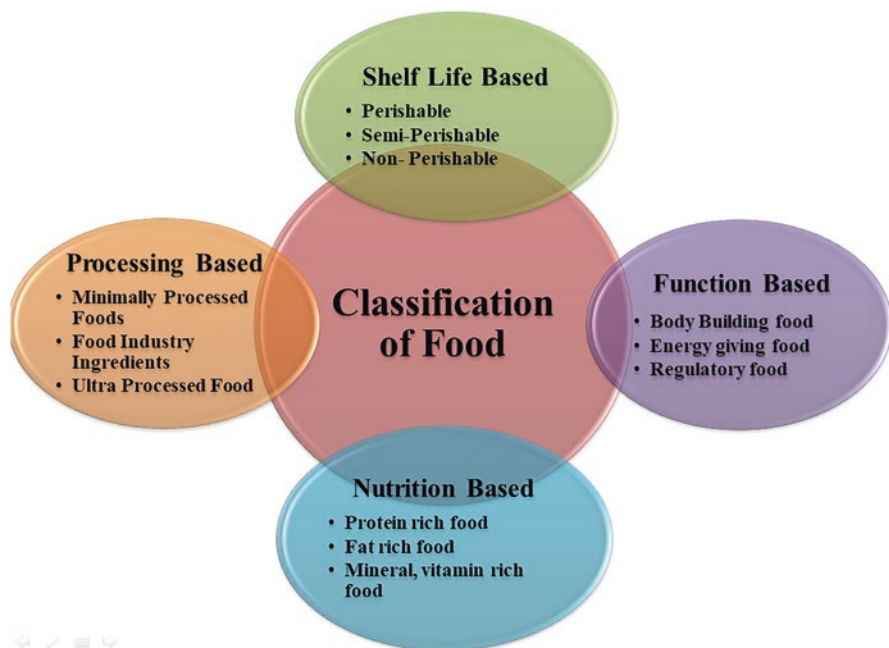 Shelf Life Based
• Perishable
• Semi-Perishable
• Non- Perishable
Processing Based
• Minimally Processed
Foods
• Food Industry
Ingredients
• Ultra Processed Food
Classification
of Food
Function Based
• Body Building food
• Energy giving food
• Regulatory food
Nutrition Based
• Protein rich food
• Fat rich food
• Mineral, vitamin rich
food